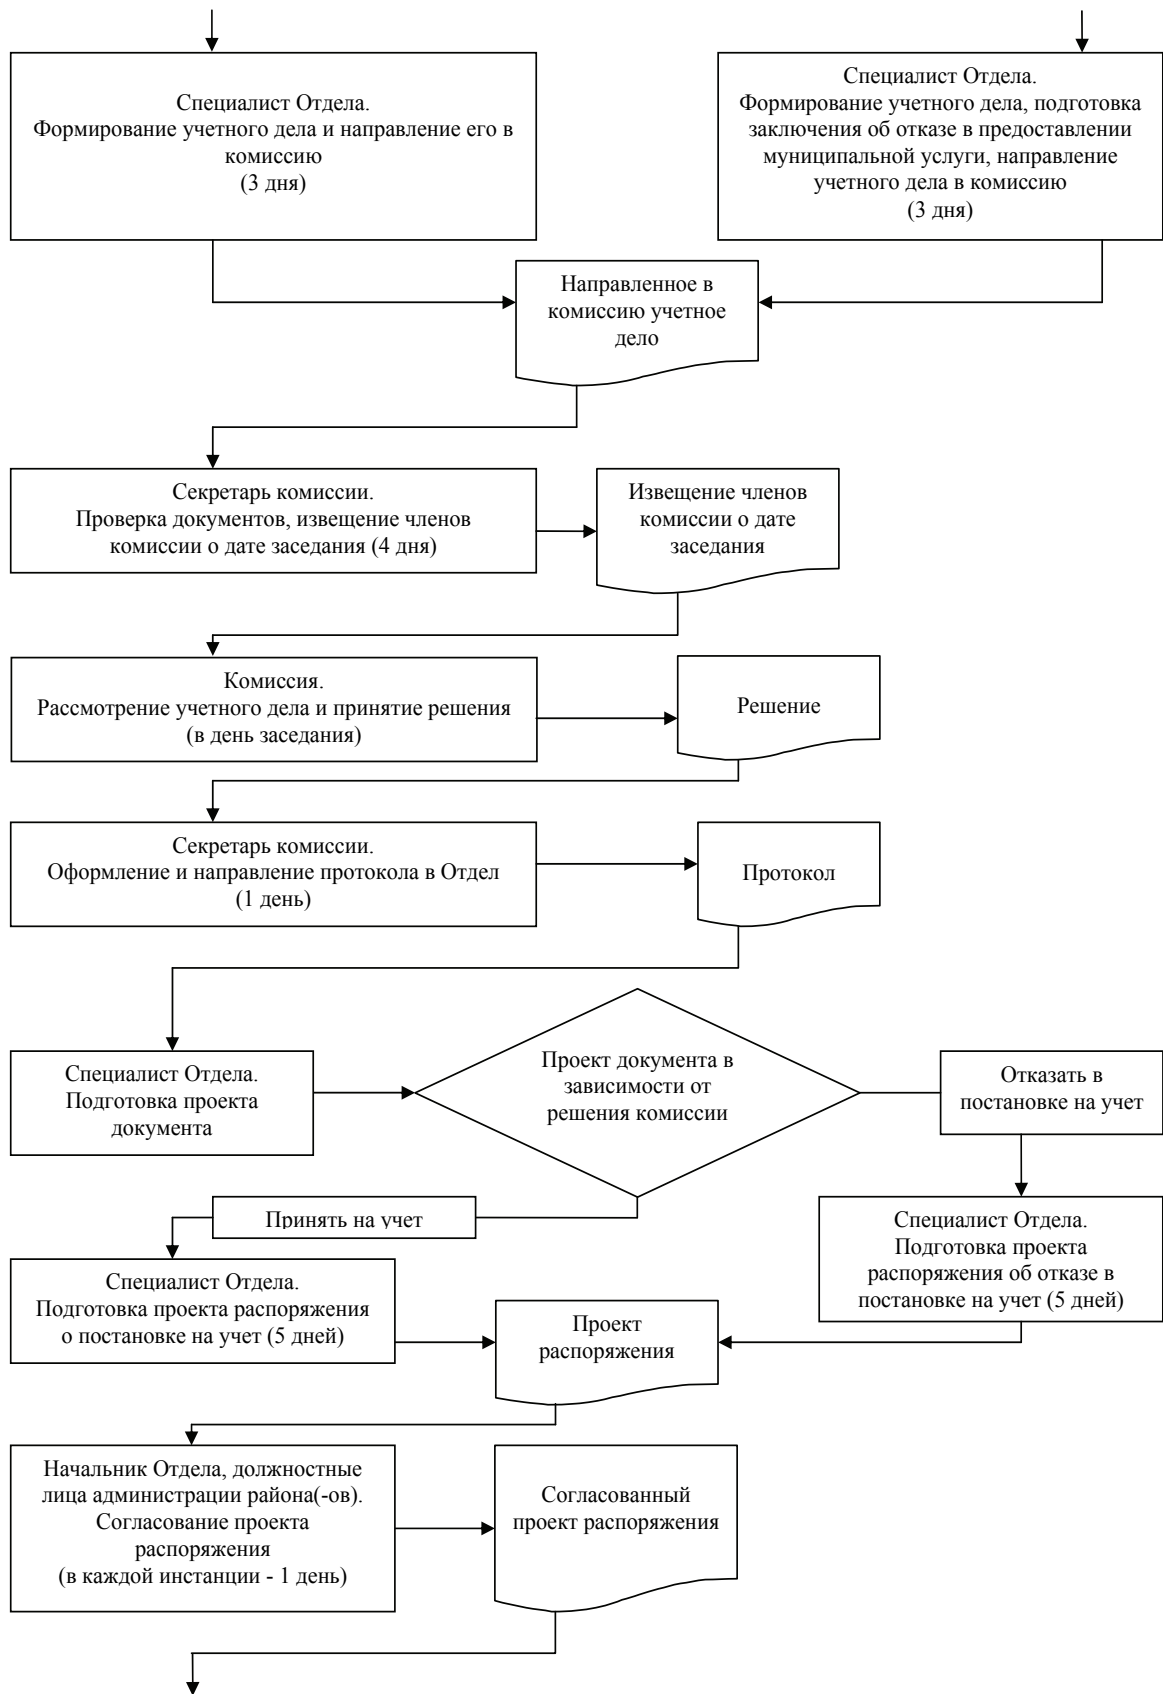 Специалист Отдела.
Формирование учетного дела и направление его в
комиссию
(3 дня)
Специалист Отдела.
Формирование учетного дела, подготовка
заключения об отказе в предоставлении
муниципальной услуги, направление
учетного дела в комиссию
(3 дня)
Направленное в
комиссию учетное
дело
Секретарь комиссии.
Проверка документов, извещение членов
комиссии о дате заседания (4 дня)
Извещение членов
комиссии о дате
заседания
Комиссия.
Рассмотрение учетного дела и принятие решения
(в день заседания)
Решение
Секретарь комиссии.
Оформление и направление протокола в Отдел
(1 день)
Протокол
Специалист Отдела.
Подготовка проекта
документа
Проект документа в
зависимости от
решения комиссии
Отказать в
постановке на учет
Принять на учет
Специалист Отдела.
Подготовка проекта
распоряжения об отказе в
постановке на учет (5 дней)
Специалист Отдела.
Подготовка проекта распоряжения
о постановке на учет (5 дней)
Проект
распоряжения
Начальник Отдела, должностные
лица администрации района(-ов).
Согласование проекта
распоряжения
(в каждой инстанции - 1 день)
Согласованный
проект распоряжения